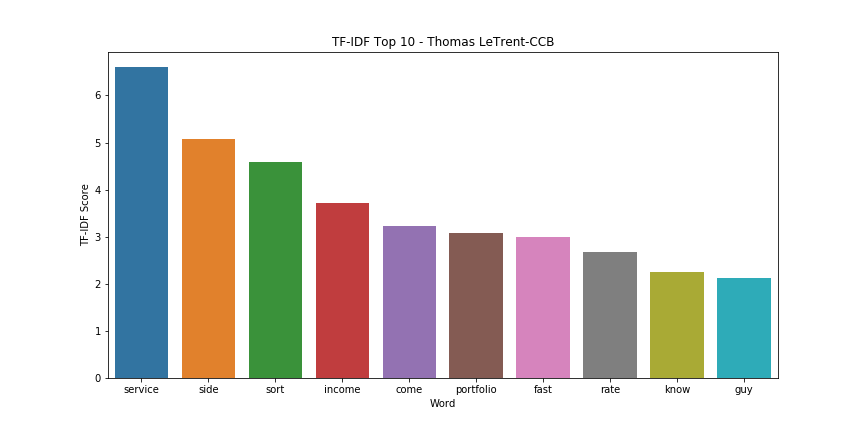 TF-IDF Top 10 - Thomas LeTrent-CCB
TF-IDF Score
6
5
4
3
2
1
0
service side sort income come portfolio fast rate know guy
Word